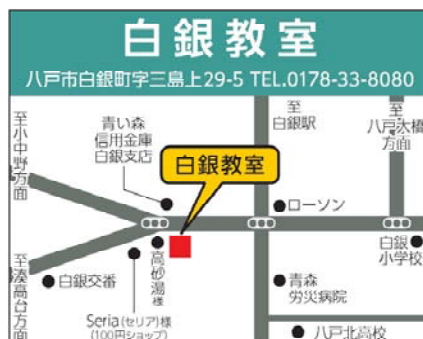 白銀教室
八戸市白銀町字三島上29-5 TEL.0178-33-8080
至小中野方面
青い森
信用金庫
白銀支店
至
白銀駅
至
八戸大橋
方面
白銀教室
ローソン
至湊高台方面
白銀交番
高砂湯様
白銀
小学校
青森
労災病院
Seria(セリア)様
(100円ショップ)
八戸北高校